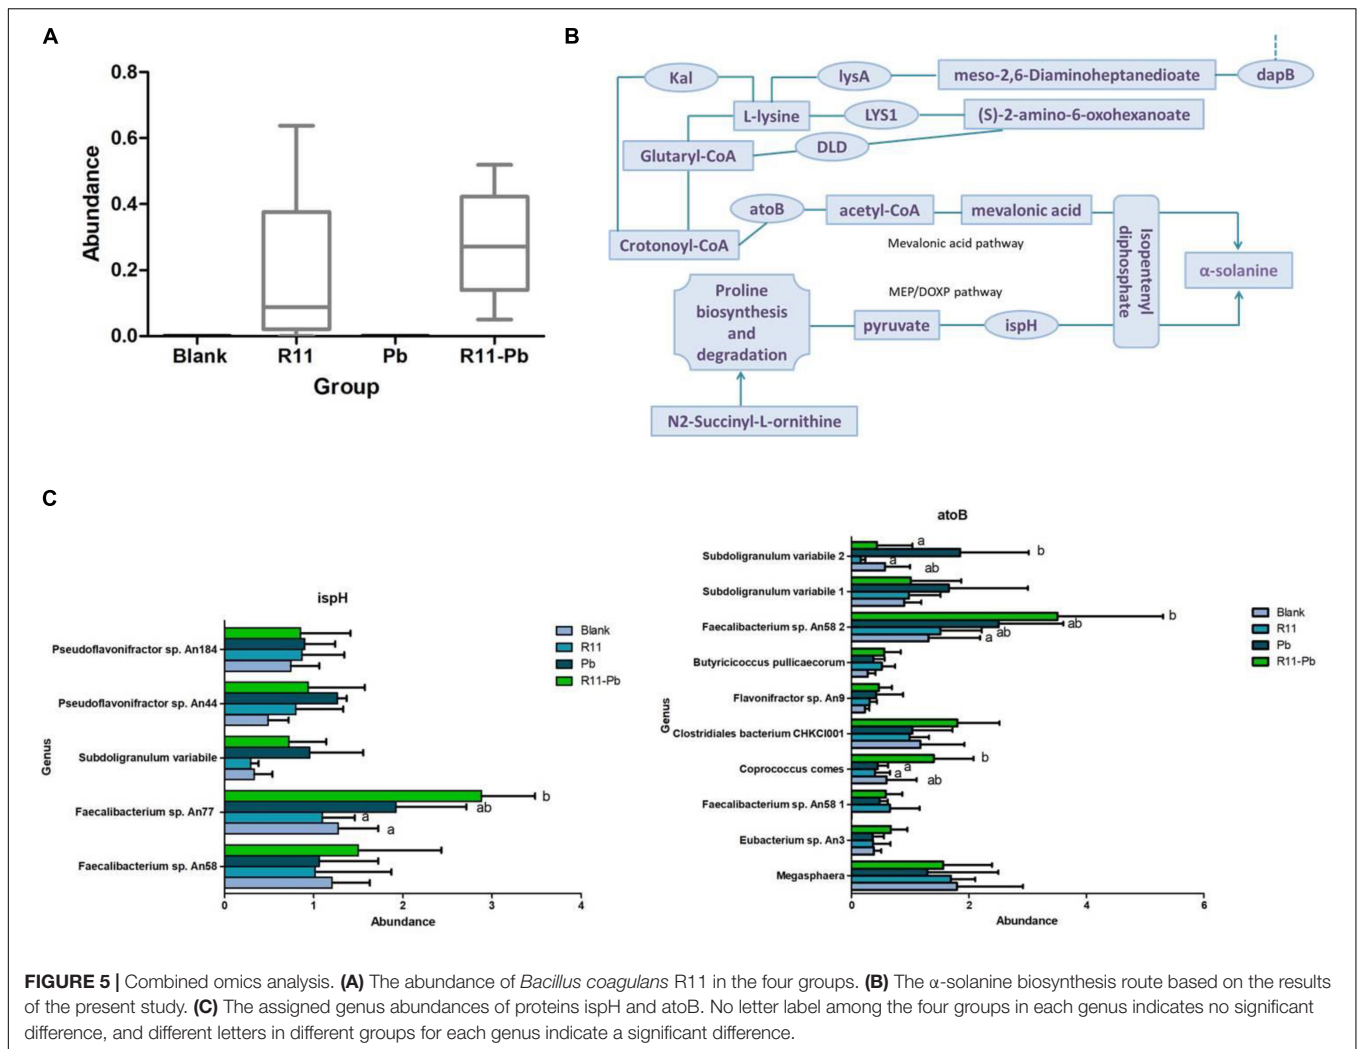 A
0.8
0.6
0.4
0.2
0.0
Abundance
Blank R11 Pb R11-Pb
Group
B
Kal
lysA
meso-2,6-Diaminoheptanedioate
dapB
L-lysine
LYS1
(S)-2-amino-6-oxohexanoate
Glutaryl-CoA
DLD
atoB
acetyl-CoA
mevalonic acid
Crotonoyl-CoA
Mevalonic acid pathway
Isopentenyl
diphosphate
α-solanine
Proline
biosynthesis
and
degradation
MEP/DOXP pathway
pyruvate
ispH
N2-Succinyl-L-ornithine
C
ispH
Genus
Pseudoflavonifractor sp. An184
Pseudoflavonifractor sp. An44
Subdoligranulum variabile
Faecalibacterium sp. An77
b
ab
a
a
Faecalibacterium sp. An58
0 1 2 3 4
Abundance
Blank
R11
Pb
R11-Pb
atoB
Genus
Subdoligranulum variabile 2
a
b
a
ab
Subdoligranulum variabile 1
Faecalibacterium sp. An58 2
b
ab
ab
a
Butyricicoccus pullicaecorum
Flavonifractor sp. An9
Clostridiales bacterium CHKCI001
Coprococcus comes
b
a
a
ab
Faecalibacterium sp. An58 1
Eubacterium sp. An3
Megasphaera
0 2 4 6
Abundance
Blank
R11
Pb
R11-Pb
FIGURE 5 | Combined omics analysis. (A) The abundance of Bacillus coagulans R11 in the four groups. (B) The α-solanine biosynthesis route based on the results
of the present study. (C) The assigned genus abundances of proteins ispH and atoB. No letter label among the four groups in each genus indicates no significant
difference, and different letters in different groups for each genus indicate a significant difference.